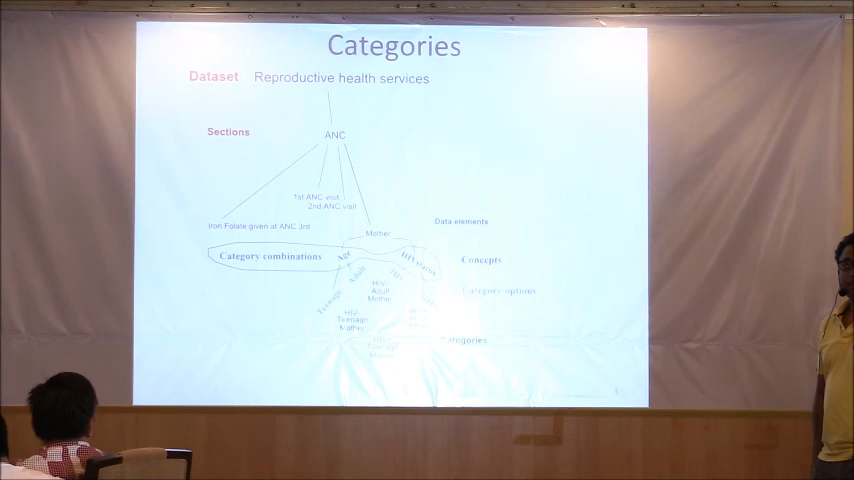 Categories
Dataset Reproductive health services
Sections
ANC
1st ANC visit
2nd ANC visit
Iron Folate given at ANC 3rd
Data elements
Mother
Category combinations
Age
HIV status
Concepts
Teenage
Adult
HIV-
Adult
Mother
Category options
HIV-
Teenage
Mother
Categories